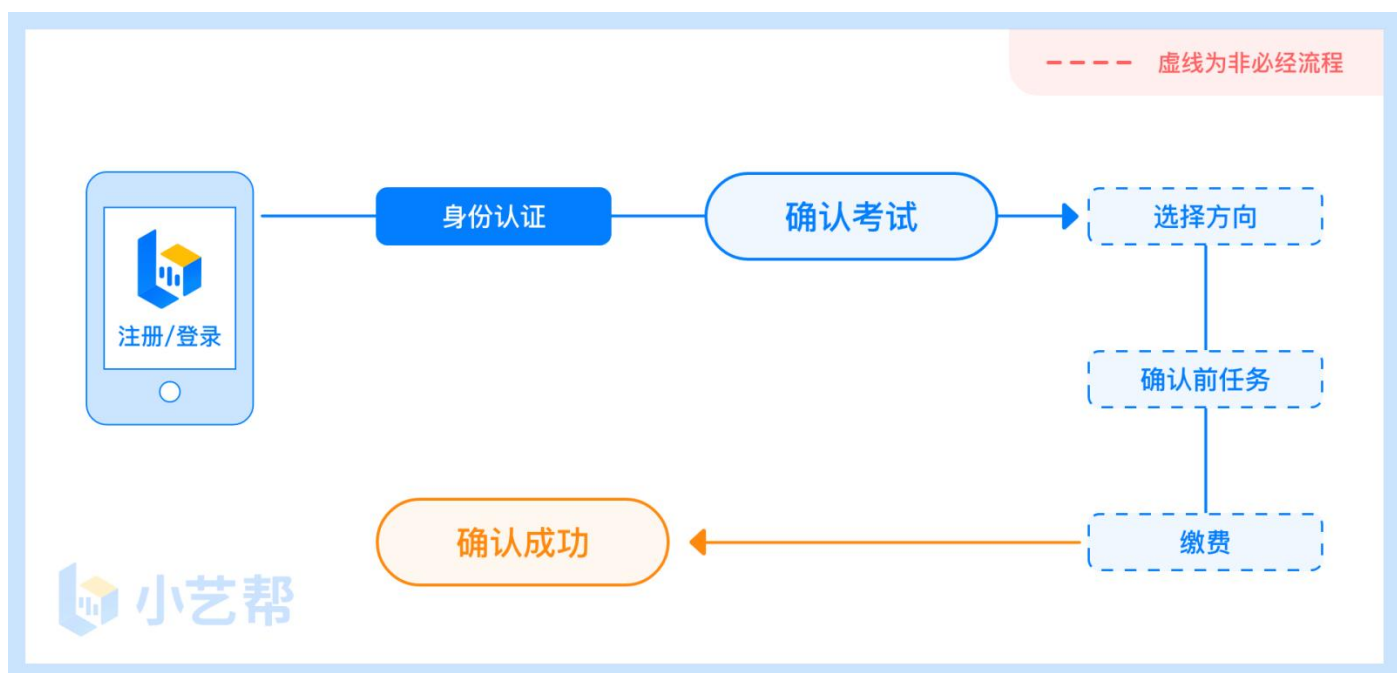 虚线为非必经流程
注册/登录
身份认证
确认考试
选择方向
确认前任务
缴费
确认成功
小艺帮